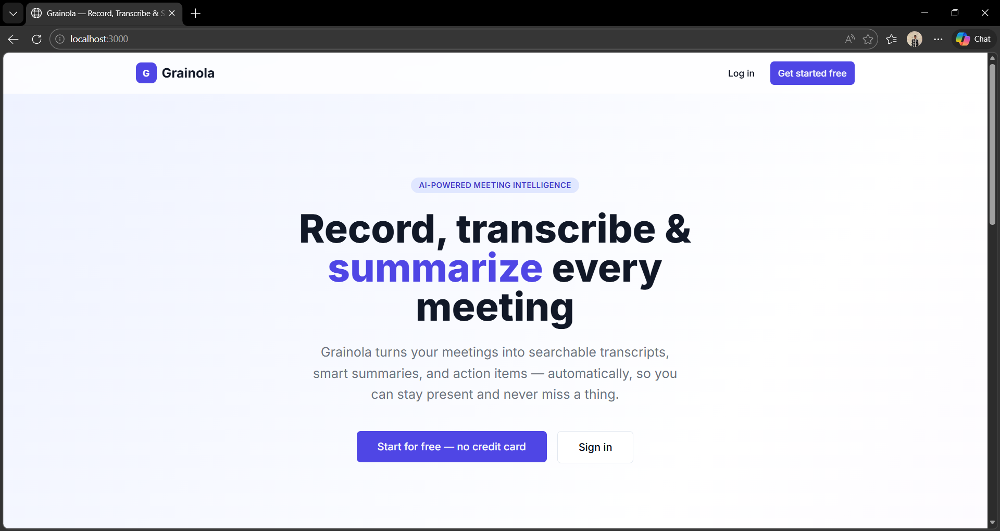 Grainola — Record, Transcribe & S
localhost:3000
Chat
G Grainola
Log in
Get started free
AI-POWERED MEETING INTELLIGENCE
Record, transcribe &
summarize every
meeting
Grainola turns your meetings into searchable transcripts,
smart summaries, and action items — automatically, so you
can stay present and never miss a thing.
Start for free — no credit card
Sign in